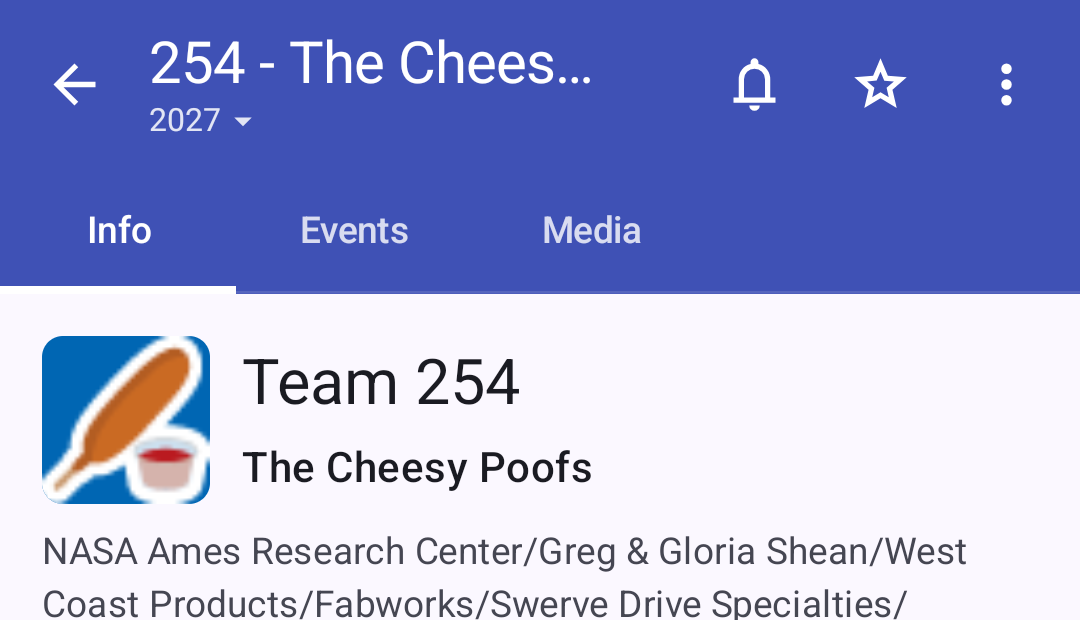 254 - The Chees...
2027
Info
Events
Media
Team 254
The Cheesy Poofs
NASA Ames Research Center/Greg & Gloria Shean/West
Coast Products/Fabworks/Swerve Drive Specialties/